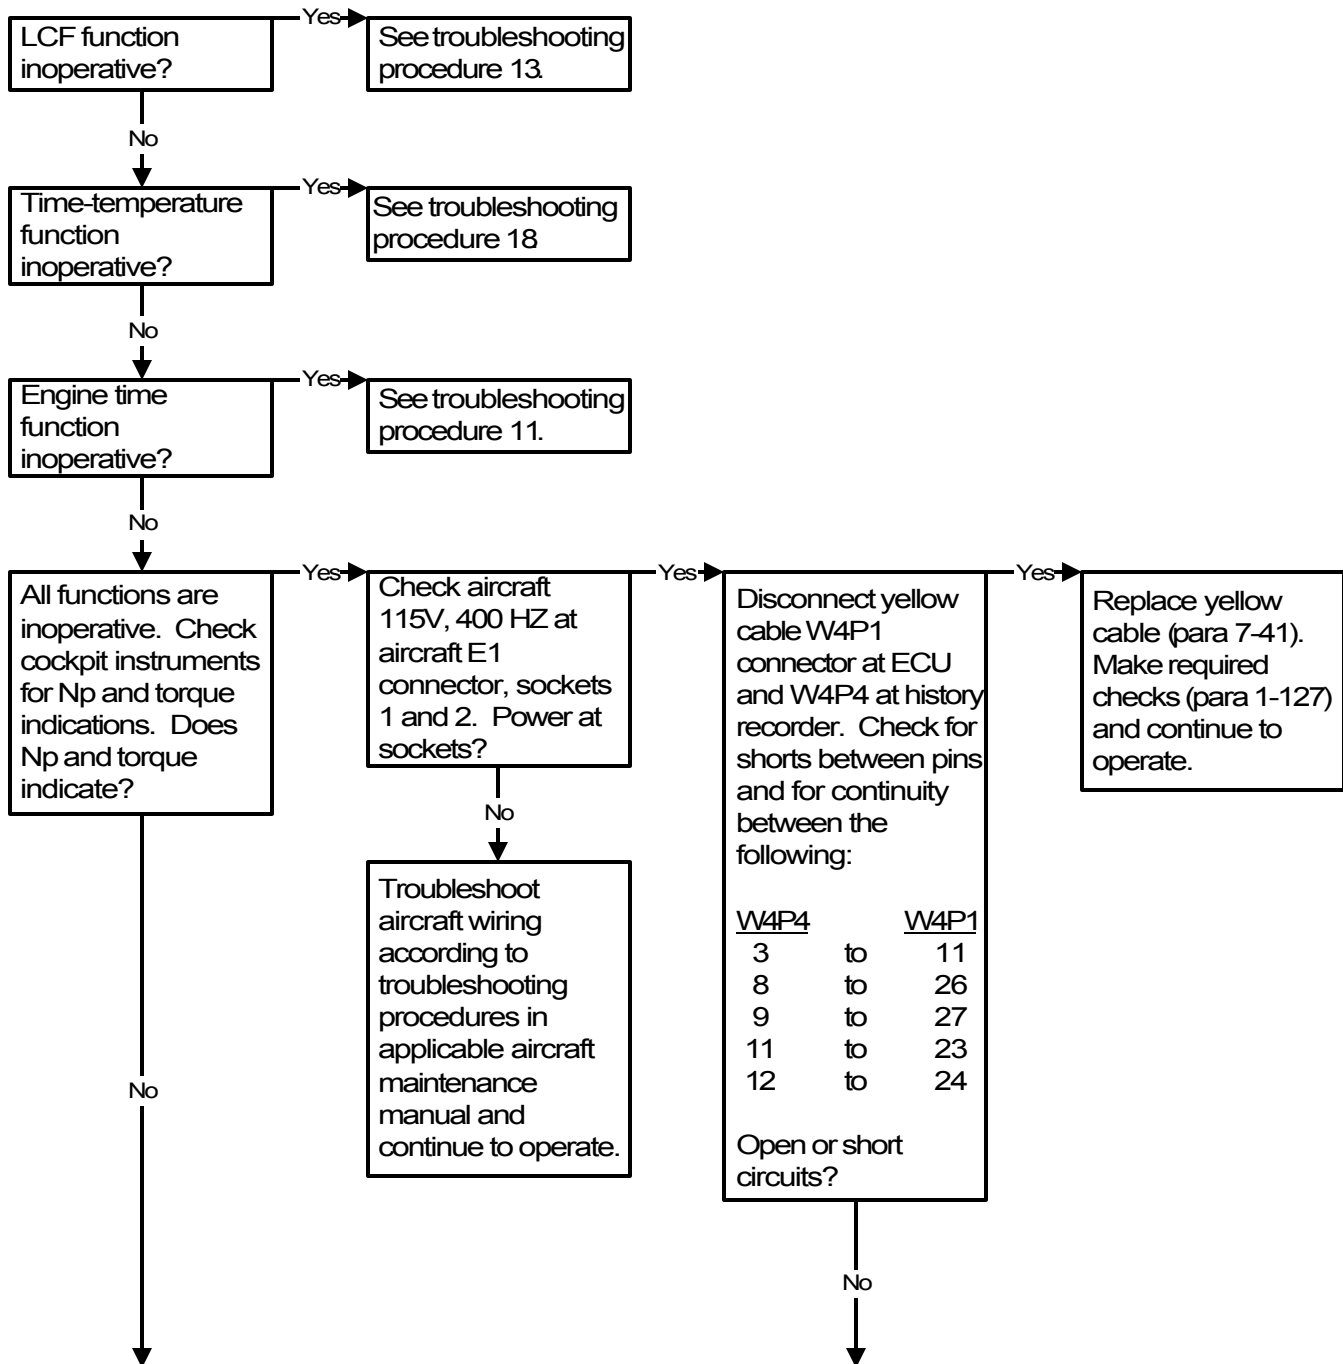 LCF function
inoperative?
Yes
See troubleshooting
procedure 13.
No
Time-temperature
function
inoperative?
Yes
See troubleshooting
procedure 18
No
Engine time
function
inoperative?
Yes
See troubleshooting
procedure 11.
No
All functions are
inoperative. Check
cockpit instruments
for Np and torque
indications. Does
Np and torque
indicate?
Yes
Check aircraft
115V, 400 HZ at
aircraft E1
connector, sockets
1 and 2. Power at
sockets?
Yes
Disconnect yellow
cable W4P1
connector at ECU
and W4P4 at history
recorder. Check for
shorts between pins
and for continuity
between the
following:
W4P4 W4P1
3 to 11
8 to 26
9 to 27
11 to 23
12 to 24
Open or short
circuits?
Yes
Replace yellow
cable (para 7-41).
Make required
checks (para 1-127)
and continue to
operate.
No
Troubleshoot
aircraft wiring
according to
troubleshooting
procedures in
applicable aircraft
maintenance
manual and
continue to operate.
No
No